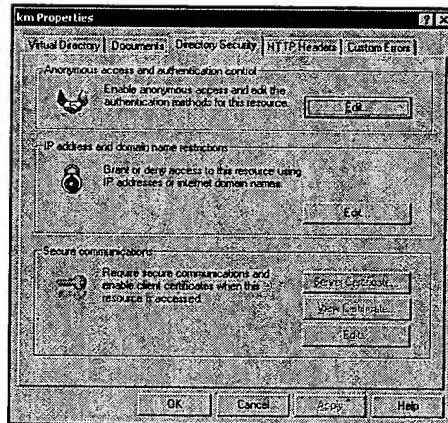 km Properties
Virtual Directory Documents Directory Security HTTP Headers Custom Errors
Anonymous access and authentication control
Enable anonymous access and edit the
authentication methods for this resource.
Edit...
IP address and domain name restrictions
Grant or deny access to this resource using
IP addresses or internet domain names.
Edit...
Secure communications
Require secure communications and
enable client certificates when this
resource is accessed.
Server Certificate...
View Certificate...
Edit...
OK Cancel Apply Help